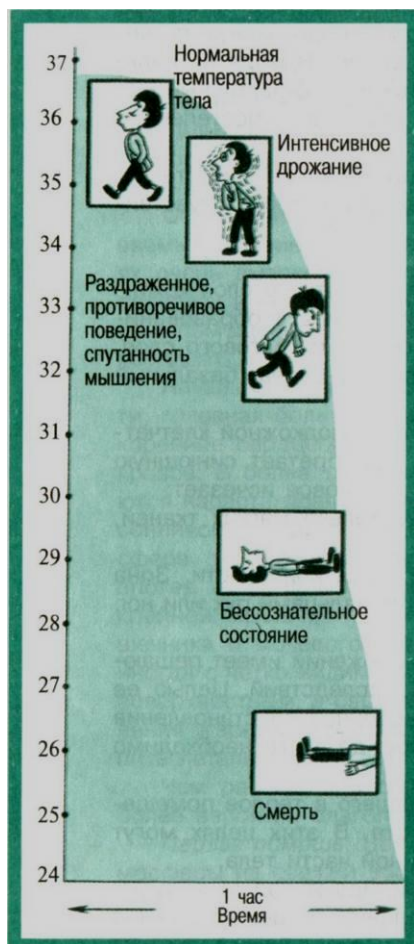 37
Нормальная
температура
тела
36
Интенсивное
дрожание
35
34
Раздраженное,
противоречивое
поведение,
спутанность
мышления
33
32
31
30
29
Бессознательное
состояние
28
27
26
Смерть
25
24
1 час
Время